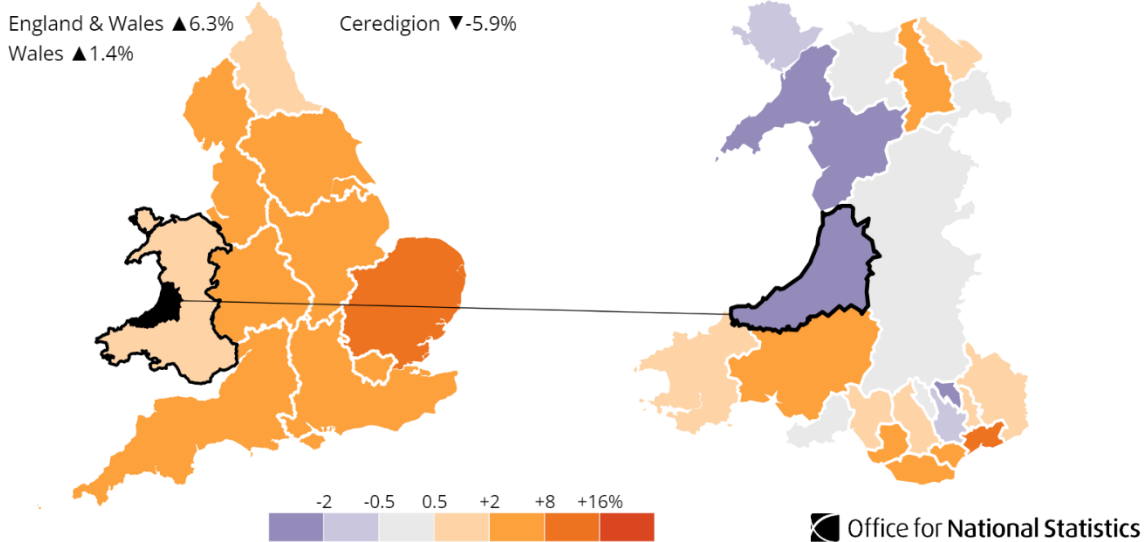 England & Wales ▲6.3%
Wales ▲1.4%
Ceredigion ▼-5.9%
-2 -0.5 0.5 +2 +8 +16%
Office for National Statistics